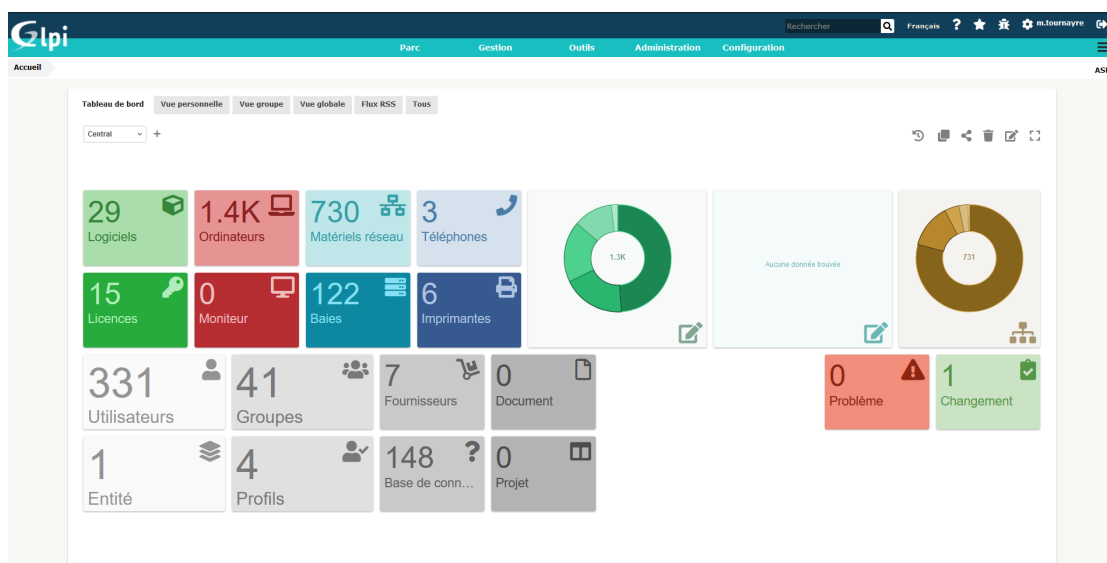 Glpi
Rechercher
Français
?
m.tournayre
Parc
Gestion
Outils
Administration
Configuration
Accueil
Tableau de bord
Vue personnelle
Vue groupe
Vue globale
Flux RSS
Tous
Central
+
29
Logiciels
1.4K
Ordinateurs
730
Matériels réseau
3
Téléphones
1.3K
Aucune donnée trouvée
731
15
Licences
0
Moniteur
122
Baies
6
Imprimantes
331
Utilisateurs
41
Groupes
7
Fournisseurs
0
Document
0
Problème
1
Changement
1
Entité
4
Profils
148
?
Base de conn...
0
Projet